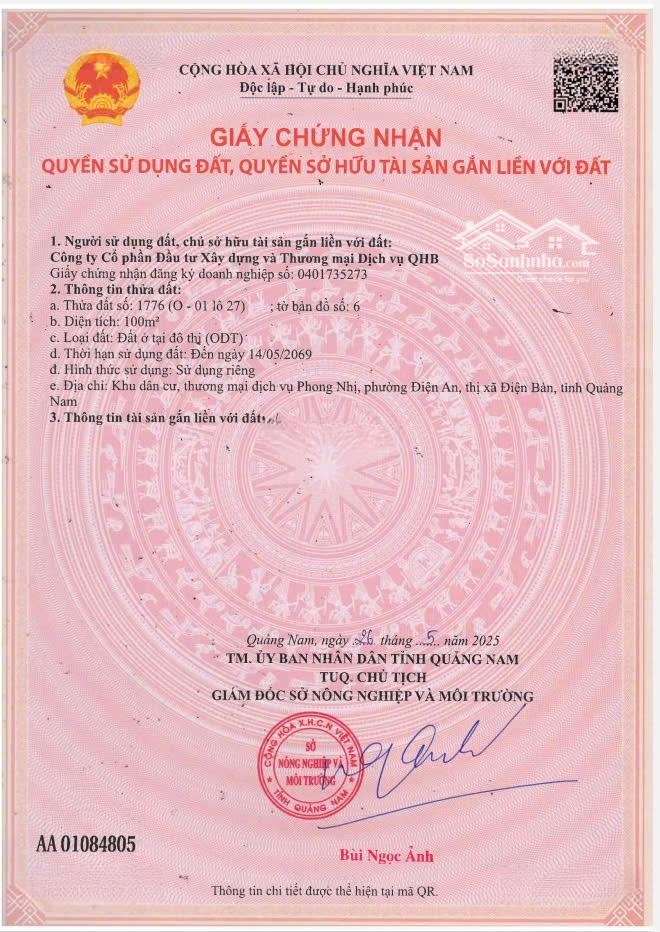 CỘNG HÒA XÃ HỘI CHỦ NGHĨA VIỆT NAM
Độc lập - Tự do - Hạnh phúc
GIẤY CHỨNG NHẬN
QUYỀN SỬ DỤNG ĐẤT, QUYỀN SỞ HỮU TÀI SẢN GẮN LIỀN VỚI ĐẤT
SoSanhnha.com
Great choice for you
1. Người sử dụng đất, chủ sở hữu tài sản gắn liền với đất:
Công ty Cổ phần Đầu tư Xây dựng và Thương mại Dịch vụ QHB
Giấy chứng nhận đăng ký doanh nghiệp số: 0401735273
2. Thông tin thửa đất:
a. Thửa đất số: 1776 (O - 01 lô 27) ; tờ bản đồ số: 6
b. Diện tích: 100m²
c. Loại đất: Đất ở tại đô thị (ODT)
d. Thời hạn sử dụng đất: Đến ngày 14/05/2069
đ. Hình thức sử dụng: Sử dụng riêng
e. Địa chỉ: Khu dân cư, thương mại dịch vụ Phong Nhị, phường Điện An, thị xã Điện Bàn, tỉnh Quảng
Nam
3. Thông tin tài sản gắn liền với đất:
Quảng Nam, ngày 26 tháng 5 năm 2025
TM. ỦY BAN NHÂN DÂN TỈNH QUẢNG NAM
TUQ. CHỦ TỊCH
GIÁM ĐỐC SỞ NÔNG NGHIỆP VÀ MÔI TRƯỜNG
CỘNG HÒA X.H.C.N VIỆT NAM
SỞ
NÔNG NGHIỆP VÀ
MÔI TRƯỜNG
TỈNH QUẢNG NAM
AA 01084805
Bùi Ngọc Ảnh
Thông tin chi tiết được thể hiện tại mã QR.